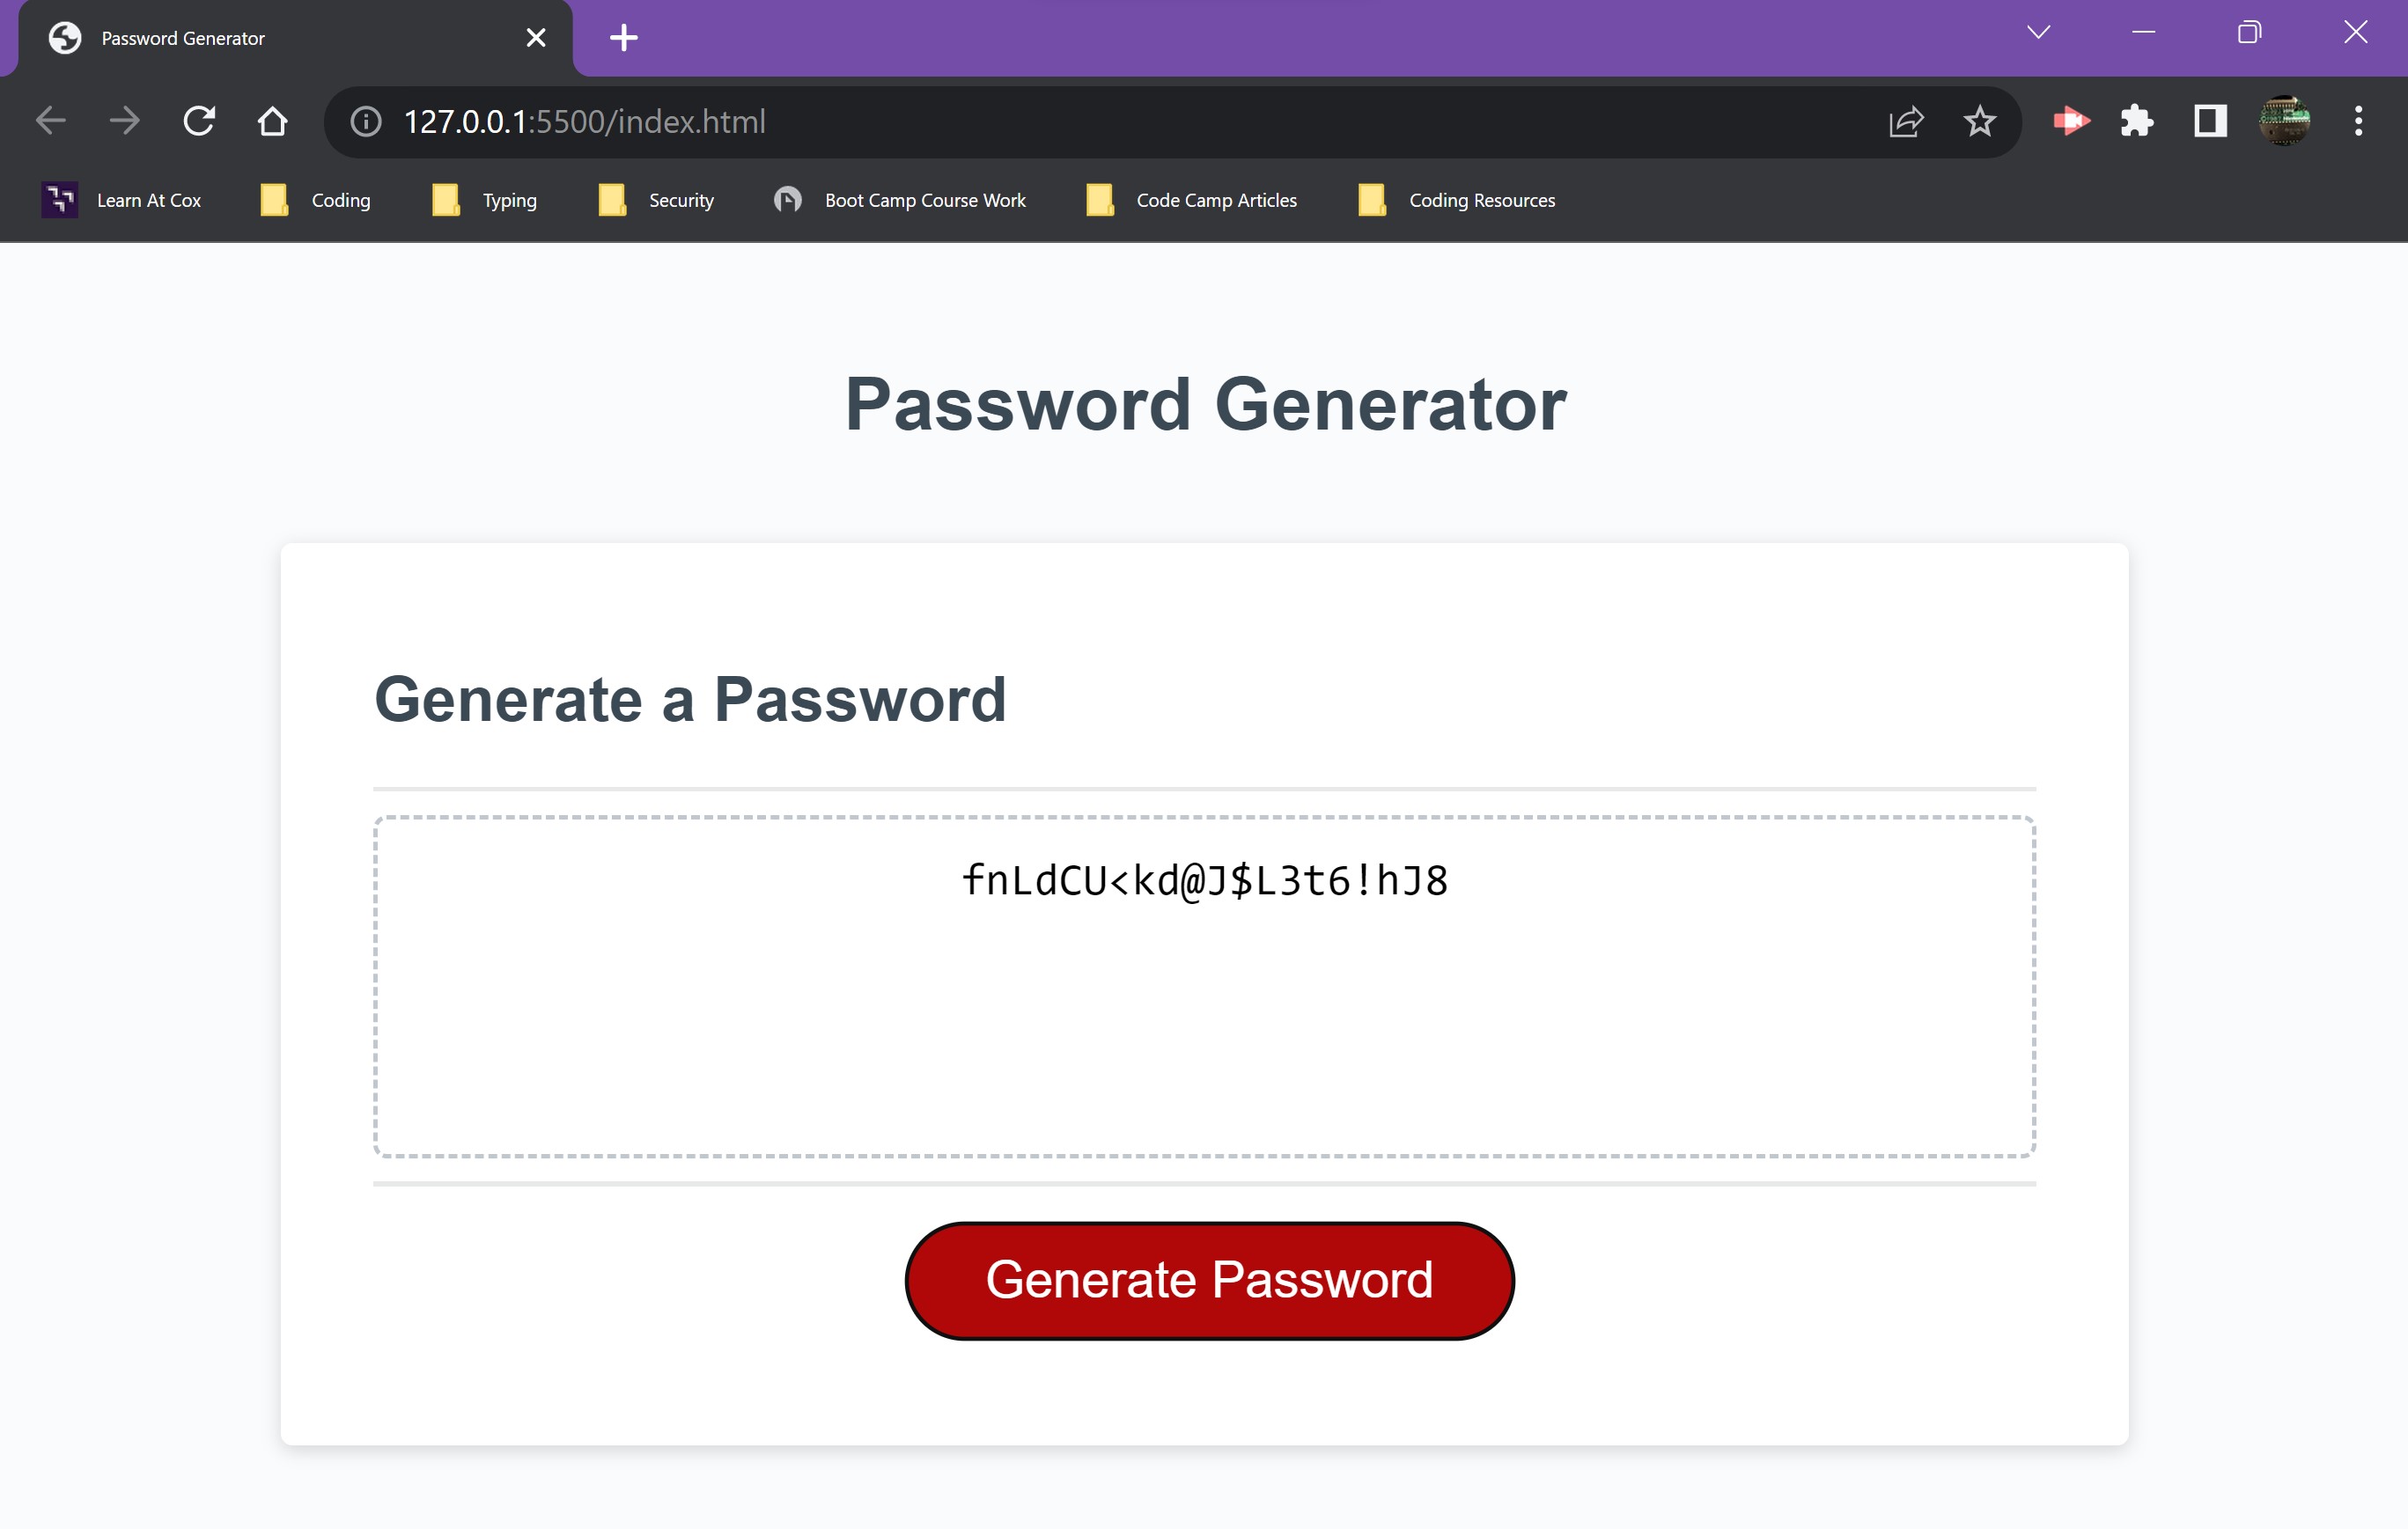 Password Generator
127.0.0.1:5500/index.html
Learn At Cox
Coding
Typing
Security
Boot Camp Course Work
Code Camp Articles
Coding Resources
Password Generator
Generate a Password
fnLdCU<kd@J$L3t6!hJ8
Generate Password